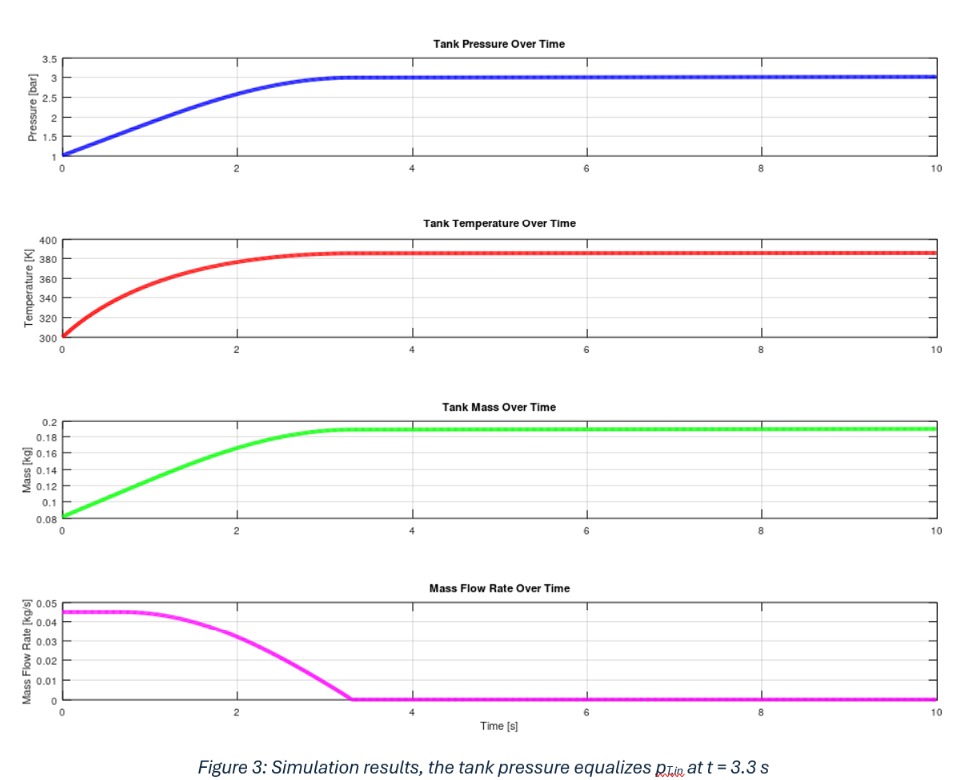 Tank Pressure Over Time
Pressure [bar]
3.5
3
2.5
2
1.5
1
0 2 4 6 8 10
Tank Temperature Over Time
Temperature [K]
400
380
360
340
320
300
0 2 4 6 8 10
Tank Mass Over Time
Mass [kg]
0.2
0.18
0.16
0.14
0.12
0.1
0.08
0 2 4 6 8 10
Mass Flow Rate Over Time
Mass Flow Rate [kg/s]
0.05
0.04
0.03
0.02
0.01
0
0 2 4 6 8 10
Time [s]
Figure 3: Simulation results, the tank pressure equalizes pT,in at t = 3.3 s